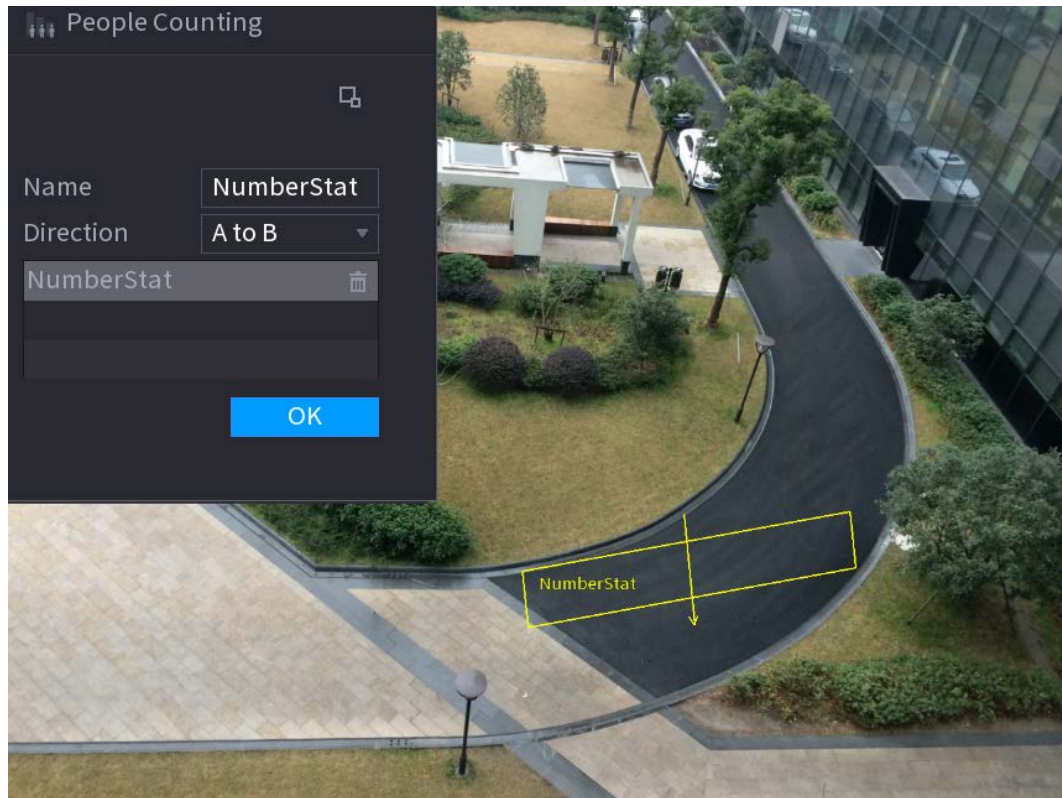 People Counting
Name NumberStat
Direction A to B
NumberStat
OK
NumberStat